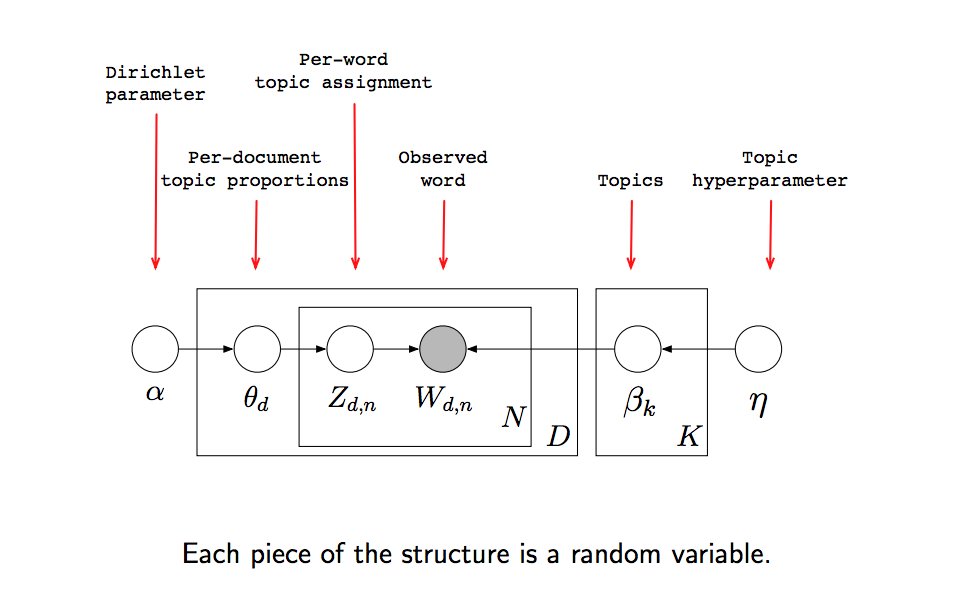 Dirichlet
parameter
Per-word
topic assignment
Per-document
topic proportions
Observed
word
Topics
Topic
hyperparameter
α
θd
Zd,n
Wd,n
N
D
βk
K
η
Each piece of the structure is a random variable.